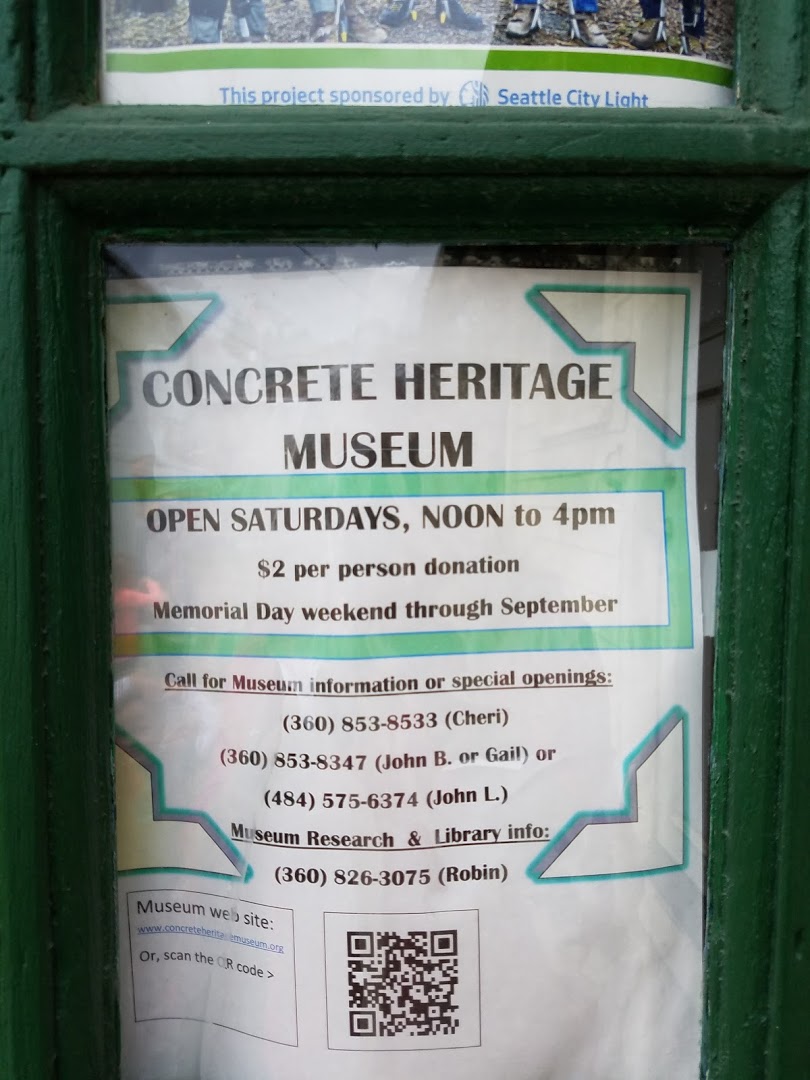 This project sponsored by Seattle City Light
CONCRETE HERITAGE
MUSEUM
OPEN SATURDAYS, NOON to 4pm
$2 per person donation
Memorial Day weekend through September
Call for Museum information or special openings:
(360) 853-8533 (Cheri)
(360) 853-8347 (John B. or Gail) or
(484) 575-6374 (John L.)
Museum Research & Library info:
(360) 826-3075 (Robin)
Museum web site:
www.concreteheritagemuseum.org
Or, scan the QR code >